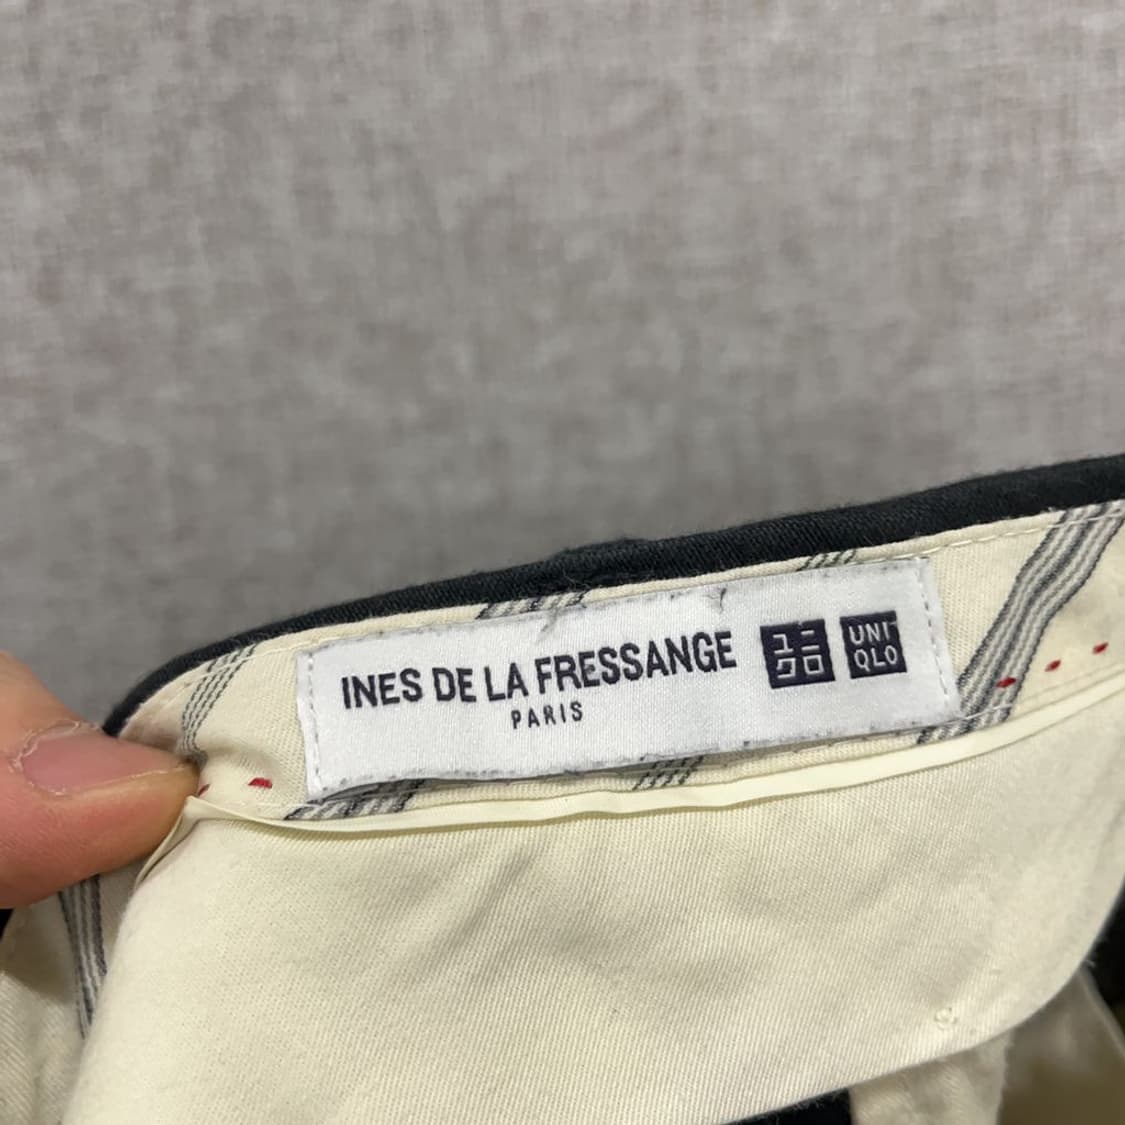 INES DE LA FRESSANGE
PARIS
ユニ
クロ
UNI
QLO